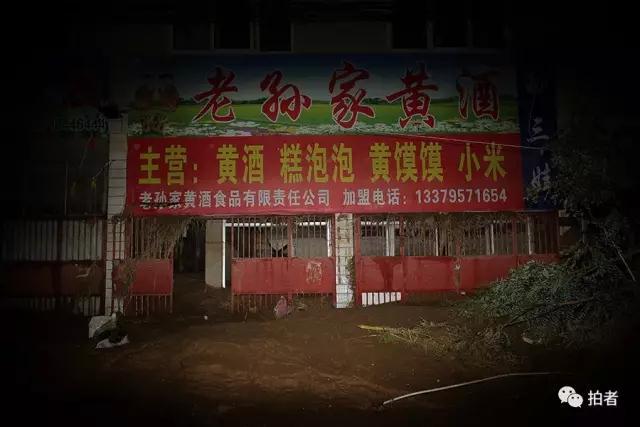 老孙家黄酒
主营：黄酒 糕泡泡 黄馍馍 小米
老孙家黄酒食品有限责任公司 加盟电话：13379571654
拍者